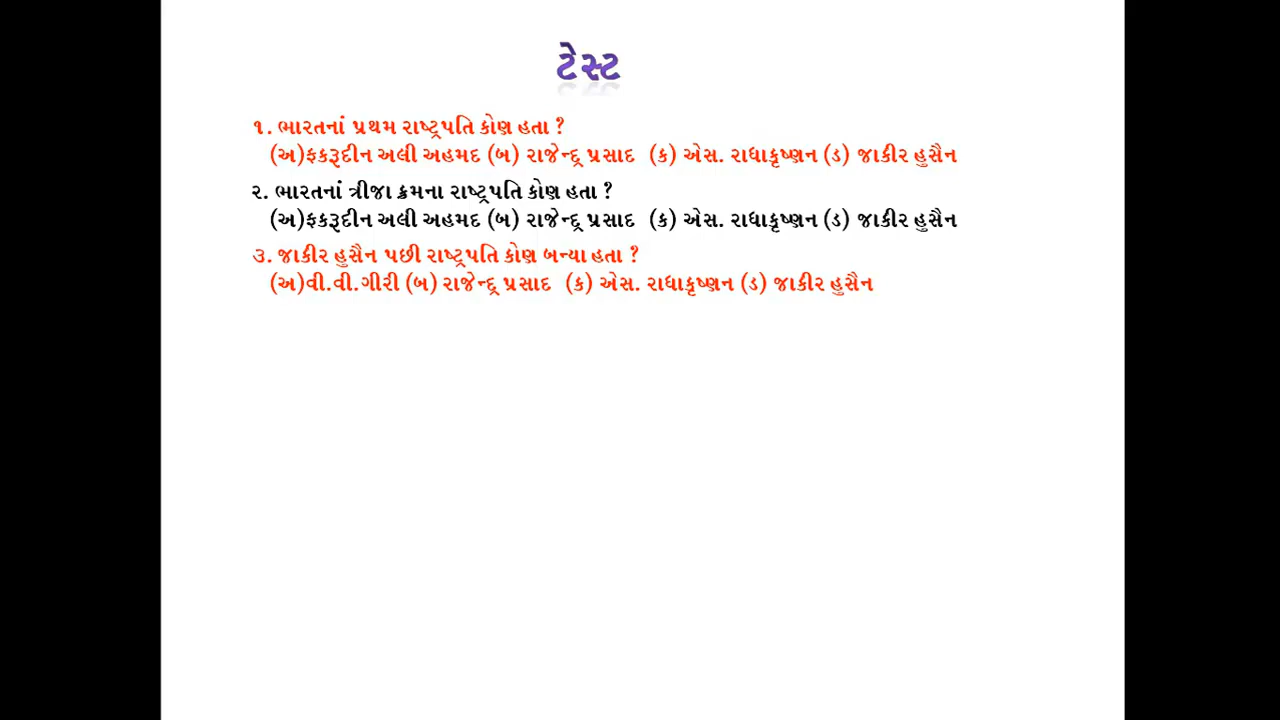 ટેસ્ટ
૧. ભારતનાં પ્રથમ રાષ્ટ્રપતિ કોણ હતા ?
(અ)ફકરૂદીન અલી અહમદ (બ) રાજેન્દ્ર પ્રસાદ (ક) એસ. રાધાકૃષ્ણન (ડ) જાકીર હુસૈન
૨. ભારતનાં ત્રીજા ક્રમના રાષ્ટ્રપતિ કોણ હતા ?
(અ)ફકરૂદીન અલી અહમદ (બ) રાજેન્દ્ર પ્રસાદ (ક) એસ. રાધાકૃષ્ણન (ડ) જાકીર હુસૈન
૩. જાકીર હુસૈન પછી રાષ્ટ્રપતિ કોણ બન્યા હતા ?
(અ)વી.વી.ગીરી (બ) રાજેન્દ્ર પ્રસાદ (ક) એસ. રાધાકૃષ્ણન (ડ) જાકીર હુસૈન